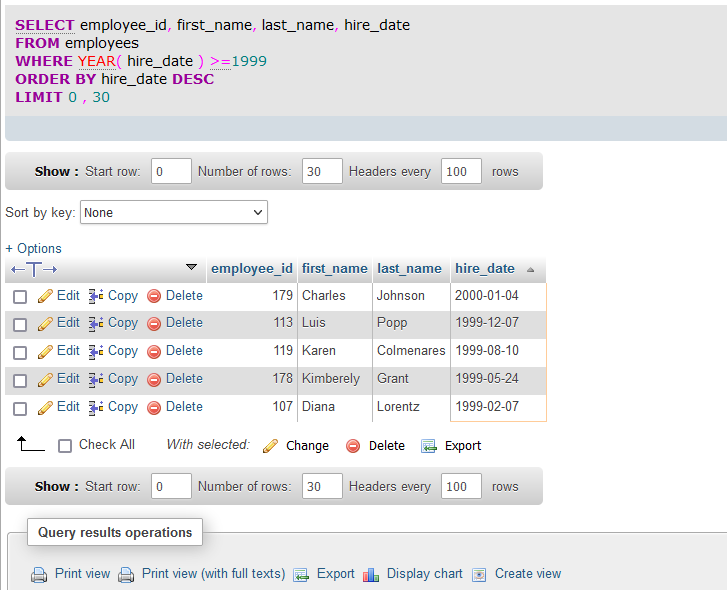 SELECT employee_id, first_name, last_name, hire_date
FROM employees
WHERE YEAR( hire_date ) >=1999
ORDER BY hire_date DESC
LIMIT 0 , 30
Show : Start row: 0 Number of rows: 30 Headers every 100 rows
Sort by key: None
+ Options
←T→ employee_id first_name last_name hire_date
Edit Copy Delete 179 Charles Johnson 2000-01-04
Edit Copy Delete 113 Luis Popp 1999-12-07
Edit Copy Delete 119 Karen Colmenares 1999-08-10
Edit Copy Delete 178 Kimberely Grant 1999-05-24
Edit Copy Delete 107 Diana Lorentz 1999-02-07
Check All With selected: Change Delete Export
Show : Start row: 0 Number of rows: 30 Headers every 100 rows
Query results operations
Print view Print view (with full texts) Export Display chart Create view